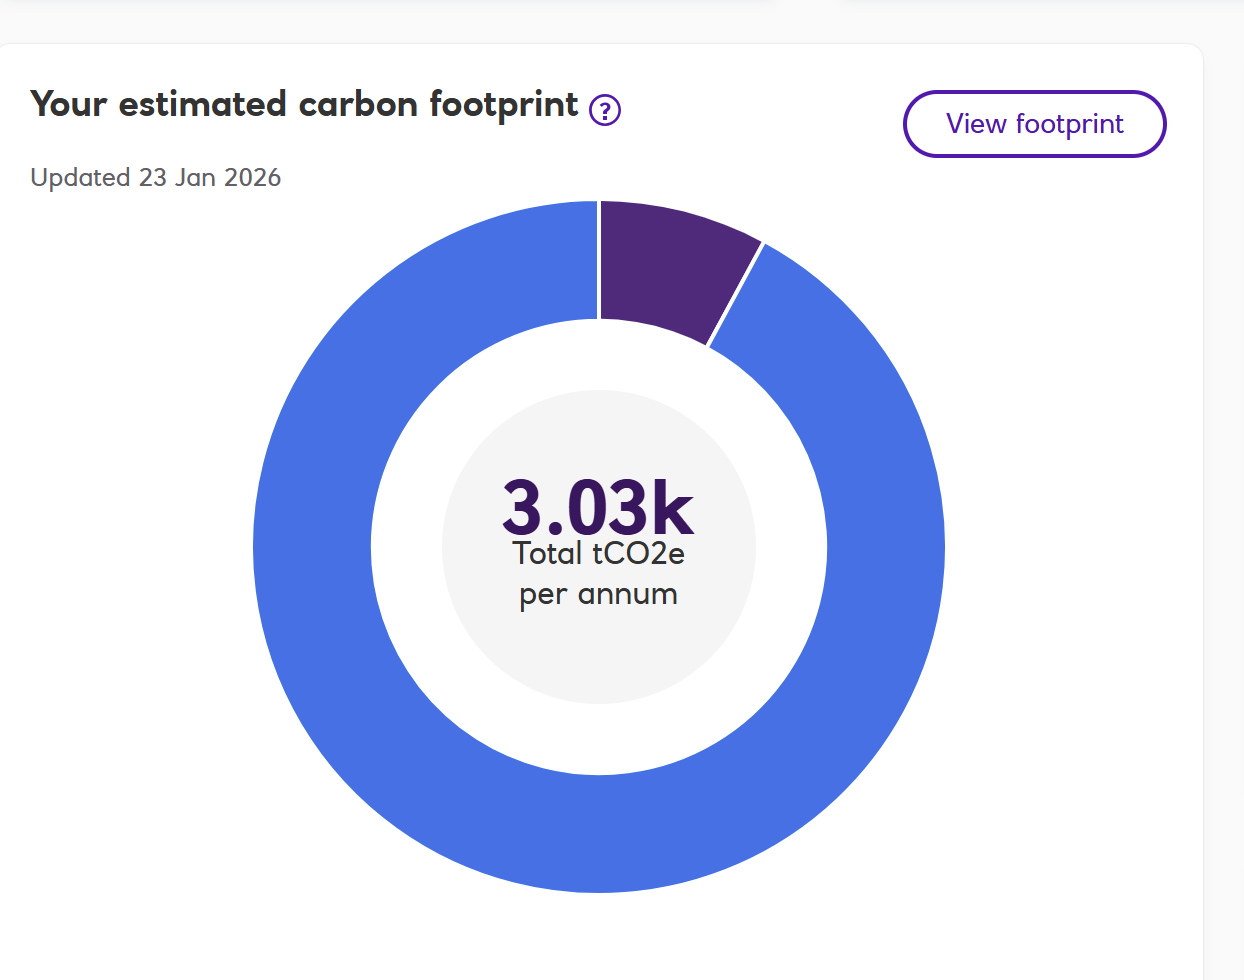 Your estimated carbon footprint ?
View footprint
Updated 23 Jan 2026
3.03k
Total tCO2e
per annum